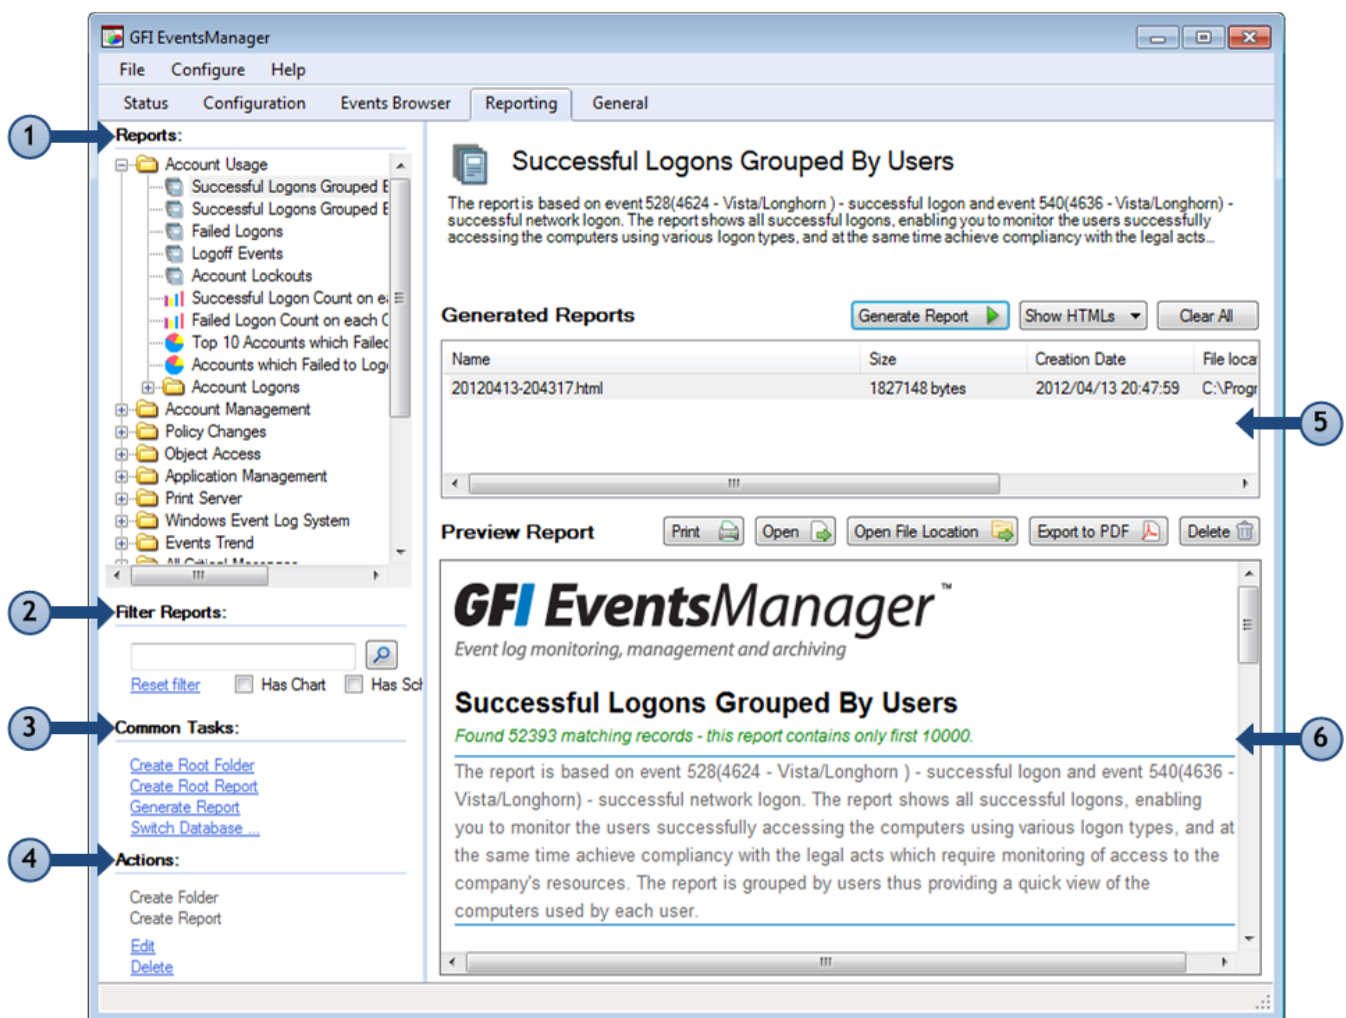 GFI EventsManager
File Configure Help
Status Configuration Events Browser Reporting General
1
Reports:
Account Usage
Successful Logons Grouped
Successful Logons Grouped
Failed Logons
Logoff Events
Account Lockouts
Successful Logon Count on
Failed Logon Count on each
Top 10 Accounts which Failed
Accounts which Failed to
Account Logons
Account Management
Policy Changes
Object Access
Application Management
Print Server
Windows Event Log System
Events Trend
2
Filter Reports:
Reset filter Has Chart Has
3
Common Tasks:
Create Root Folder
Create Root Report
Generate Report
Switch Database ...
4
Actions:
Create Folder
Create Report
Edit
Delete
Successful Logons Grouped By Users
The report is based on event 528(4624 - Vista/Longhorn ) - successful logon and event 540(4636 - Vista/Longhorn) -
successful network logon. The report shows all successful logons, enabling you to monitor the users successfully
accessing the computers using various logon types, and at the same time achieve compliancy with the legal acts...
Generated Reports Generate Report Show HTMLs Clear All
Name Size Creation Date File
20120413-204317.html 1827148 bytes 2012/04/13 20:47:59 C:\Progr
5
Preview Report Print Open Open File Location Export to PDF Delete
GFI EventsManager™
Event log monitoring, management and archiving
Successful Logons Grouped By Users
Found 52393 matching records - this report contains only first 10000.
6
The report is based on event 528(4624 - Vista/Longhorn ) - successful logon and event 540(4636 -
Vista/Longhorn) - successful network logon. The report shows all successful logons, enabling
you to monitor the users successfully accessing the computers using various logon types, and at
the same time achieve compliancy with the legal acts which require monitoring of access to the
company's resources. The report is grouped by users thus providing a quick view of the
computers used by each user.